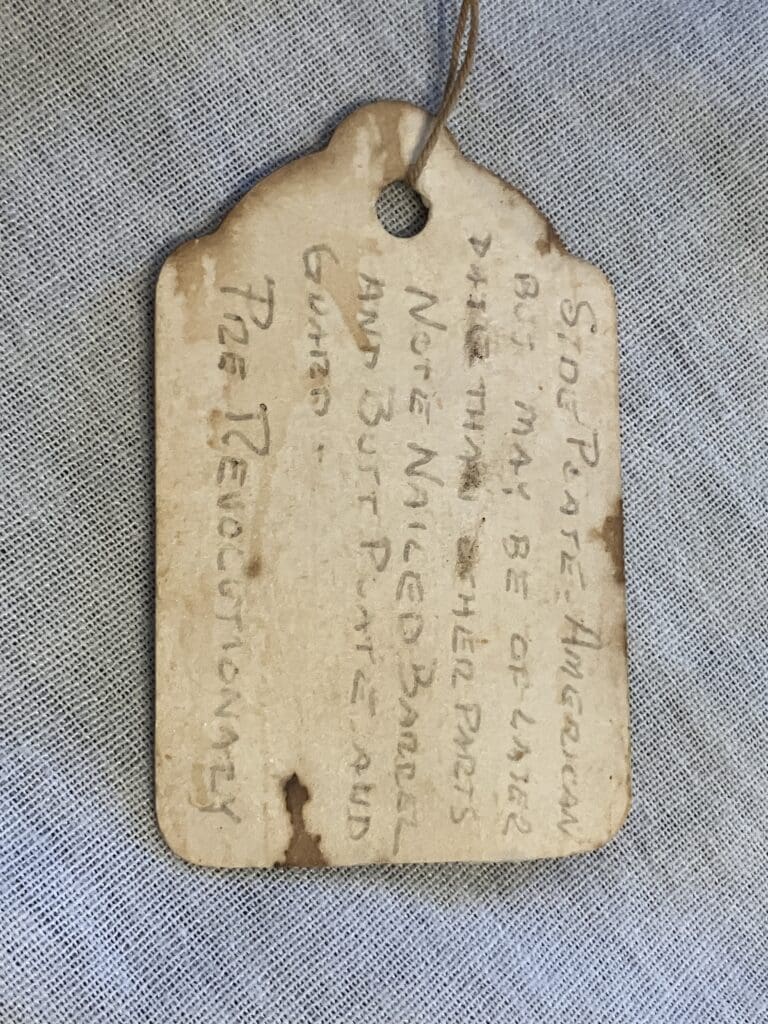 SIDE PLATE - AMERICAN
BUT MAY BE OF LATER
DATE THAN OTHER PARTS
NOTE NAILED BARREL
AND BUTT PLATE AND
GUARD.
PRE REVOLUTIONARY